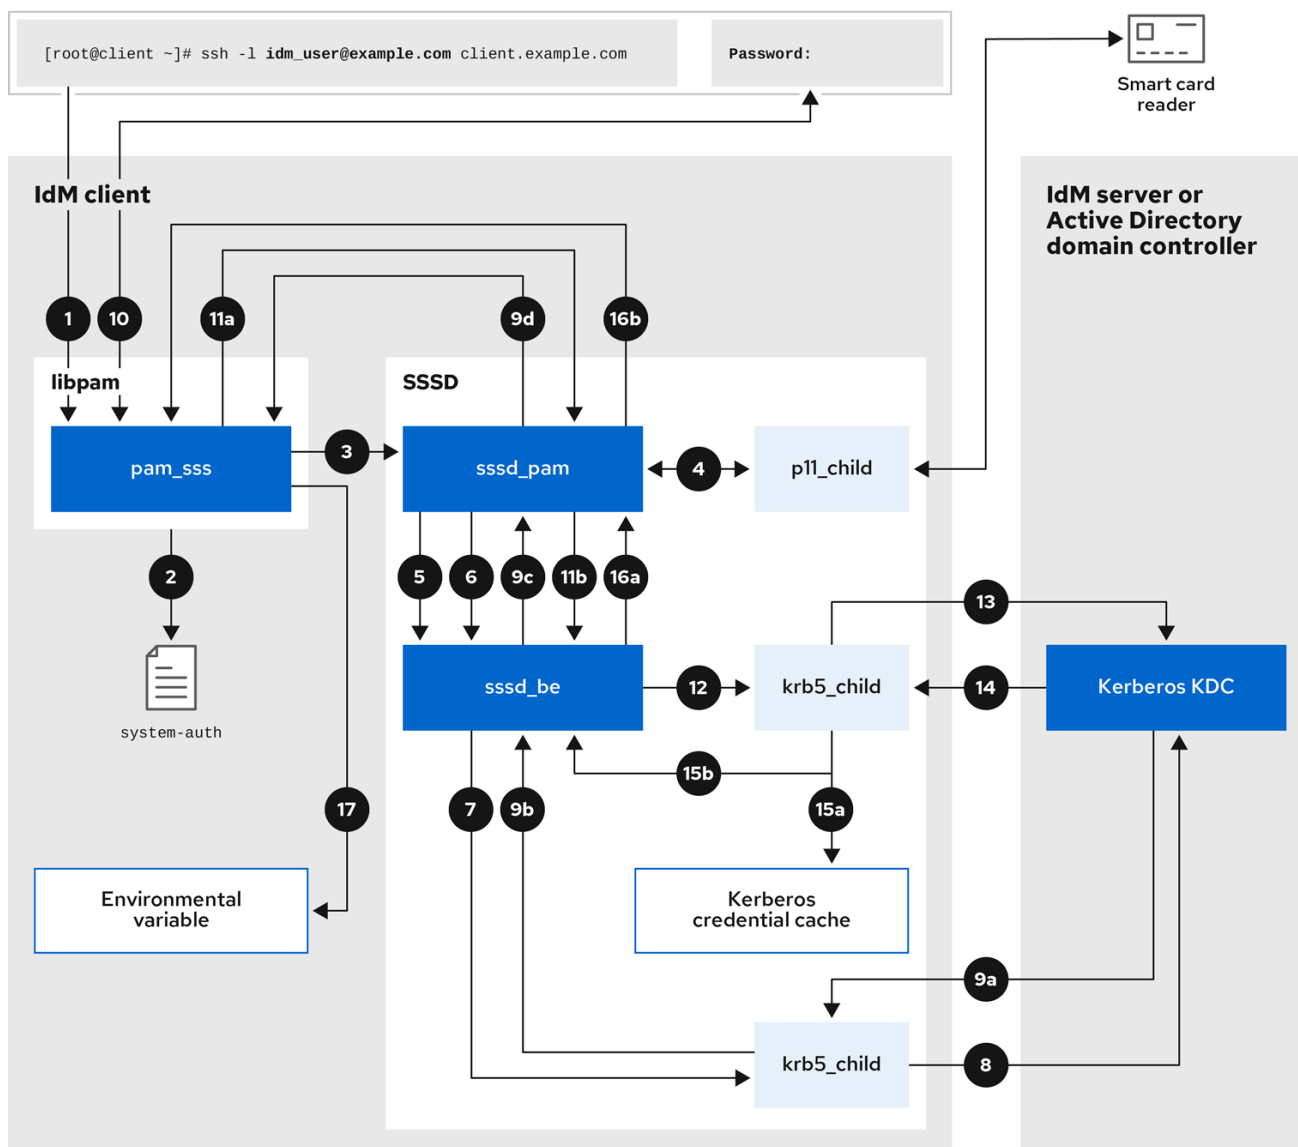 [root@client ~]# ssh -l idm_user@example.com client.example.com
Password:
Smart card
reader
IdM client
IdM server or
Active Directory
domain controller
1
10
11a
9d
16b
libpam
SSSD
pam_sss
3
sssd_pam
4
p11_child
2
5
6
9c
11b
16a
13
system-auth
sssd_be
12
krb5_child
14
Kerberos KDC
15b
17
7
9b
15a
Environmental
variable
Kerberos
credential cache
9a
krb5_child
8